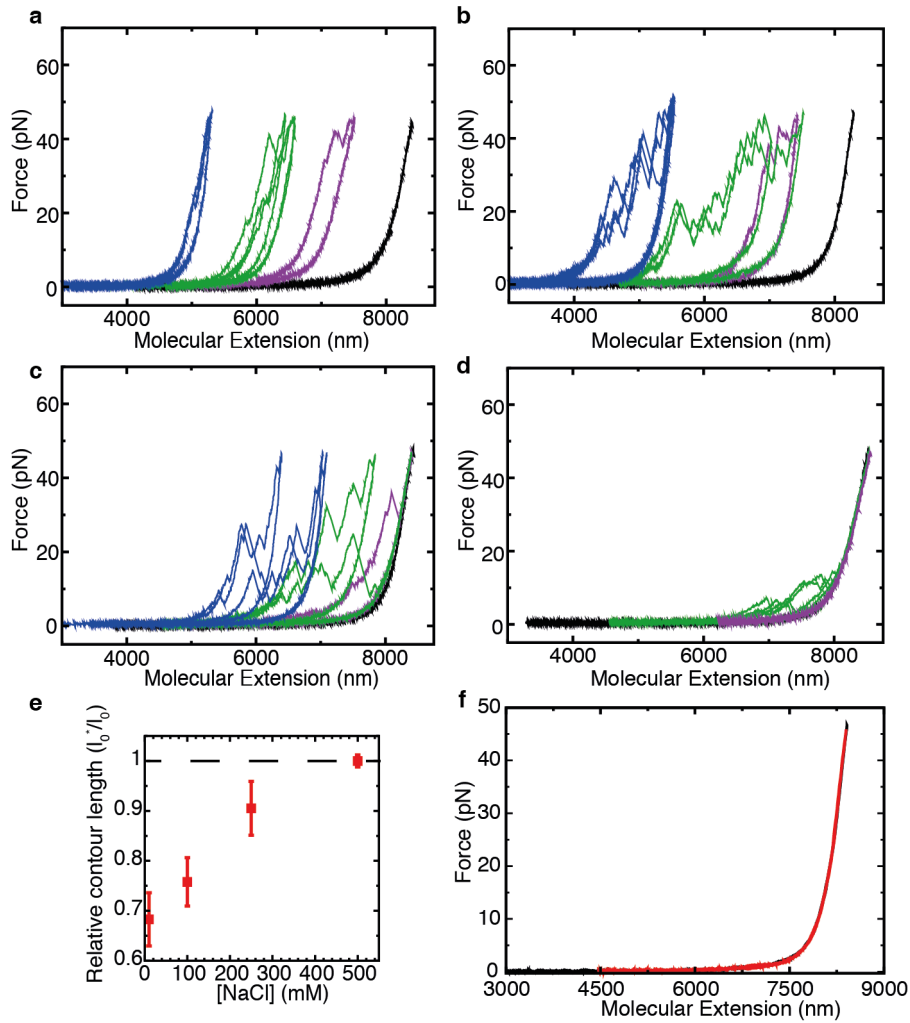 a
60
40
20
0
Force (pN)
4000 6000 8000
Molecular Extension (nm)
b
60
40
20
0
Force (pN)
4000 6000 8000
Molecular Extension (nm)
c
60
40
20
0
Force (pN)
4000 6000 8000
Molecular Extension (nm)
d
60
40
20
0
Force (pN)
4000 6000 8000
Molecular Extension (nm)
e
Relative contour length (l₀*/l₀)
1
0.9
0.8
0.7
0.6
0 100 200 300 400 500
[NaCl] (mM)
f
50
40
30
20
10
0
Force (pN)
3000 4500 6000 7500 9000
Molecular Extension (nm)